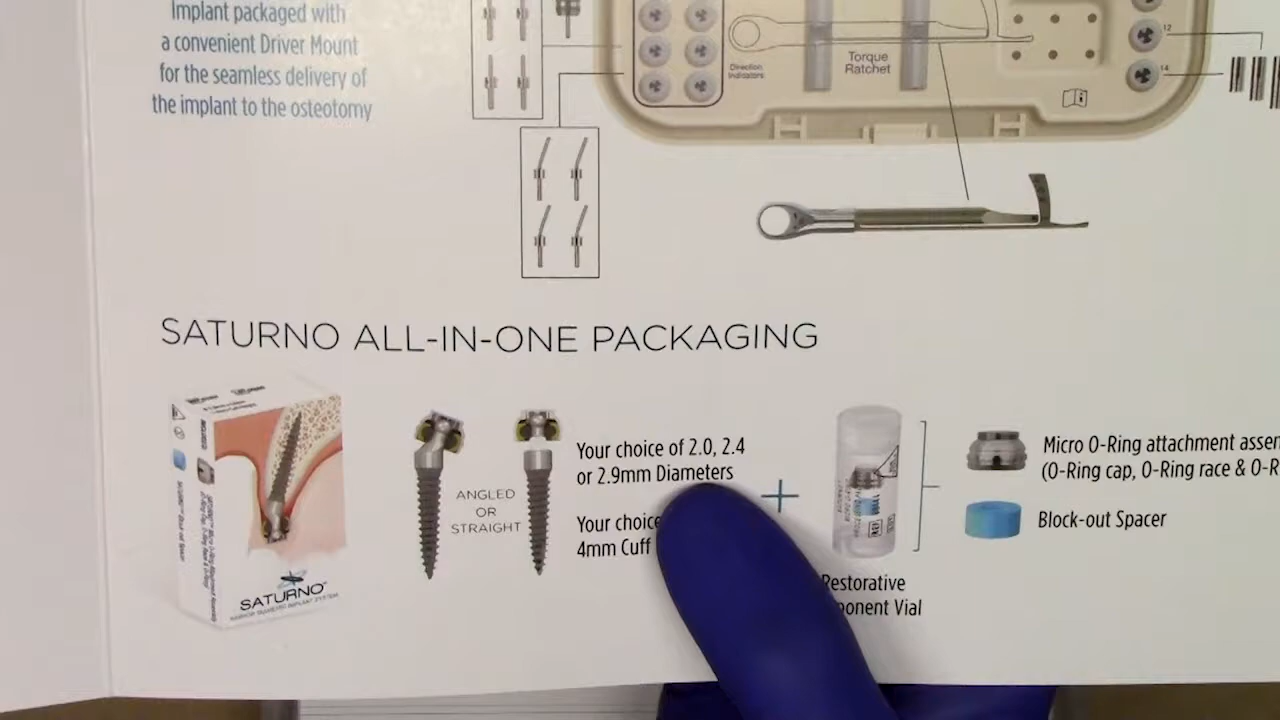 Implant packaged with
a convenient Driver Mount
for the seamless delivery of
the implant to the osteotomy
Direction
Indicators
Torque
Ratchet
12
14
SATURNO ALL-IN-ONE PACKAGING
SATURNO
ANGLED
OR
STRAIGHT
Your choice of 2.0, 2.4
or 2.9mm Diameters
Your choice
4mm Cuff
+
Restorative
Vial
Micro O-Ring attachment
(O-Ring cap, O-Ring race &
Block-out Spacer